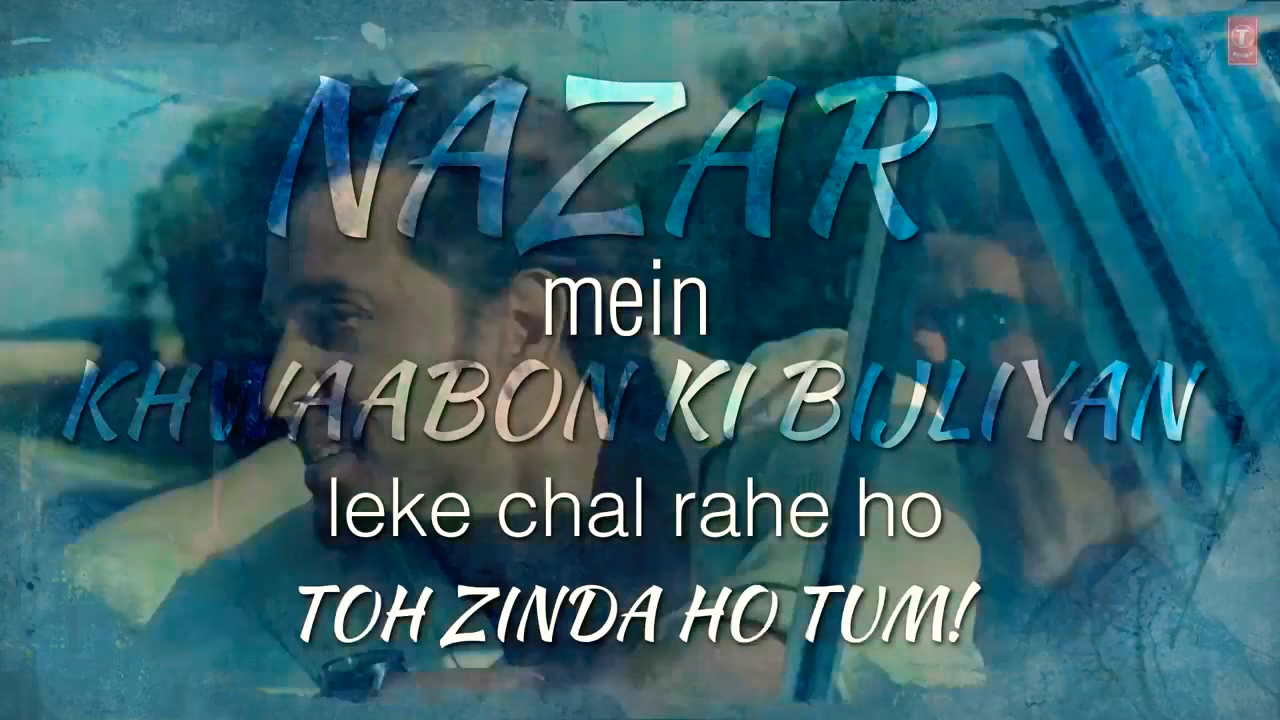 NAZAR
mein
KHWAABON KI BIJLIYAN
leke chal rahe ho
TOH ZINDA HO TUM!
T